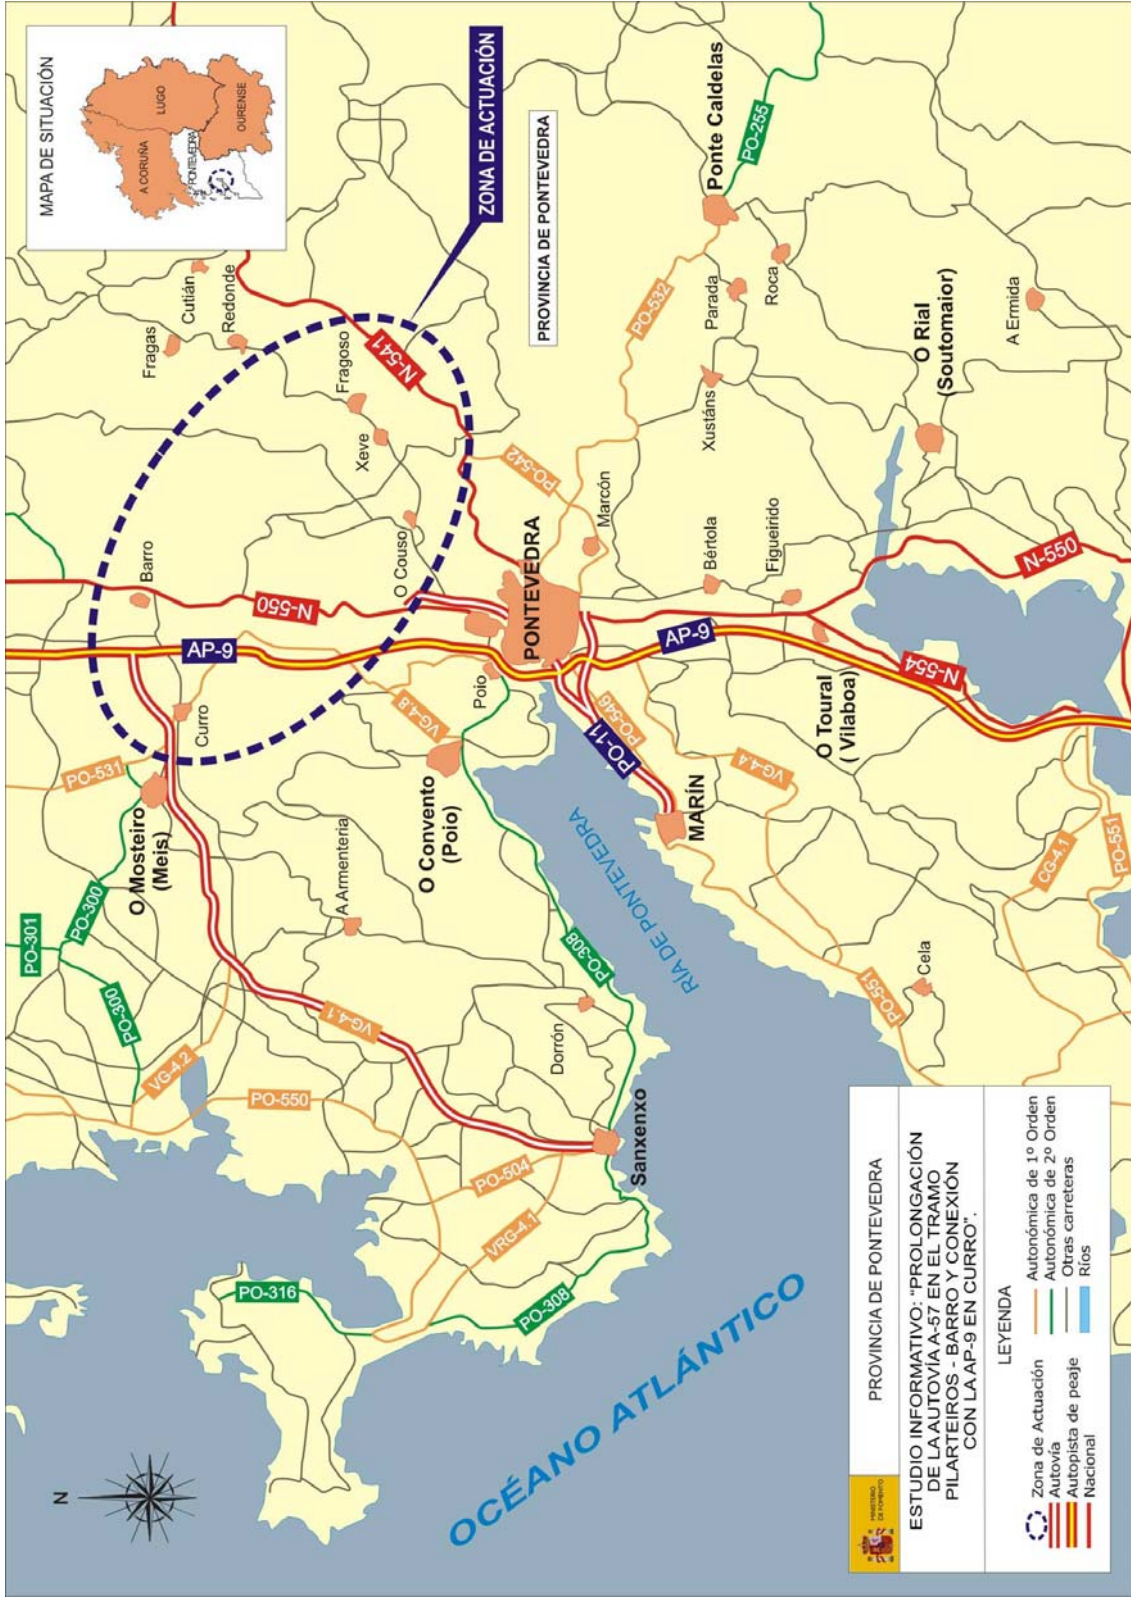 MAPA DE SITUACIÓN
A CORUÑA
LUGO
PONTEVEDRA
OURENSE
ZONA DE ACTUACIÓN
PROVINCIA DE PONTEVEDRA
N
PO-301
PO-300
PO-300
PO-531
O Mosteiro
(Meis)
Curro
Barro
Fragas
Cutián
Redonde
Fragoso
Xeve
O Couso
N-541
N-550
AP-9
VG-4.8
VG-4.2
PO-550
VG-4.1
A Armenteria
O Convento
(Poio)
Poio
PONTEVEDRA
PO-542
Marcón
PO-532
Ponte Caldelas
PO-255
Parada
Roca
Xustáns
Bértola
Figueirido
O Rial
(Soutomaior)
A Ermida
N-550
AP-9
N-554
O Toural
( Vilaboa)
PO-546
PO-11
VG-4.4
MARÍN
RÍA DE PONTEVEDRA
PO-308
Dorrón
Sanxenxo
PO-504
VRG-4.1
PO-316
PO-308
PO-551
Cela
CG-4.1
PO-551
OCÉANO ATLÁNTICO
MINISTERIO
DE FOMENTO
PROVINCIA DE PONTEVEDRA
ESTUDIO INFORMATIVO: "PROLONGACIÓN
DE LA AUTOVÍA A-57 EN EL TRAMO
PILARTEIROS - BARRO Y CONEXIÓN
CON LA AP-9 EN CURRO".
LEYENDA
Zona de Actuación
Autovía
Autopista de peaje
Nacional
Autonómica de 1º Orden
Autonómica de 2º Orden
Otras carreteras
Ríos